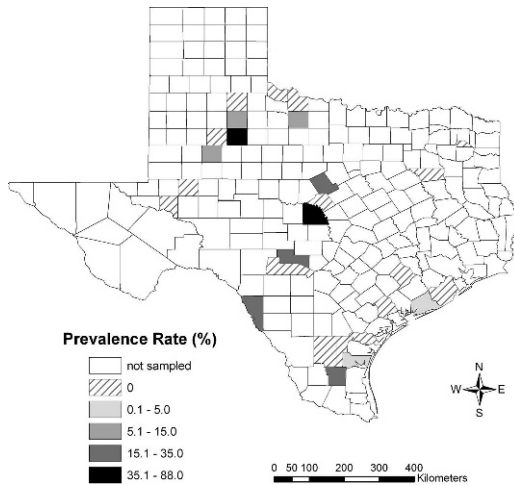 Prevalence Rate (%)
not sampled
0
0.1 - 5.0
5.1 - 15.0
15.1 - 35.0
35.1 - 88.0
N
W E
S
0 50 100 200 300 400
Kilometers